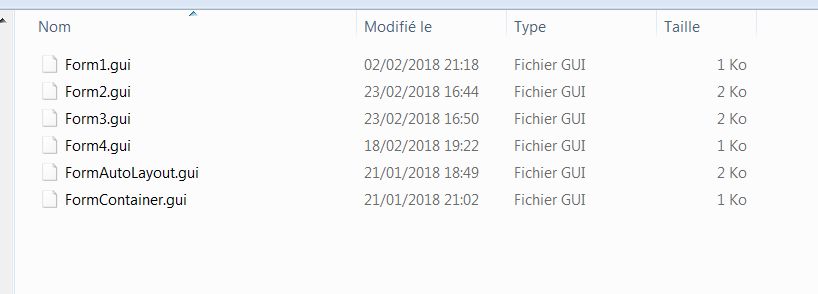 Nom Modifié le Type Taille
Form1.gui 02/02/2018 21:18 Fichier GUI 1 Ko
Form2.gui 23/02/2018 16:44 Fichier GUI 2 Ko
Form3.gui 23/02/2018 16:50 Fichier GUI 2 Ko
Form4.gui 18/02/2018 19:22 Fichier GUI 1 Ko
FormAutoLayout.gui 21/01/2018 18:49 Fichier GUI 2 Ko
FormContainer.gui 21/01/2018 21:02 Fichier GUI 1 Ko